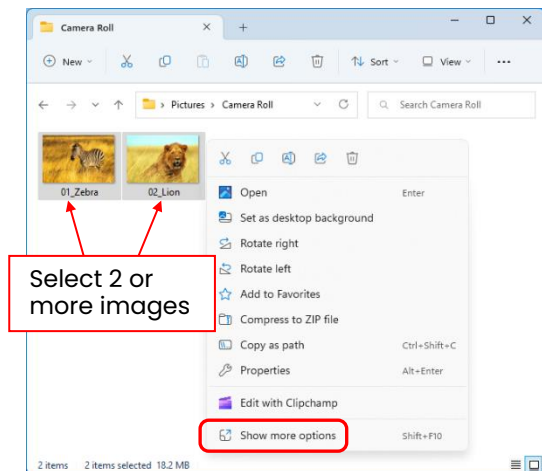 Camera Roll
New
Sort
View
Pictures > Camera Roll
Search Camera Roll
01_Zebra
02_Lion
Select 2 or
more images
Open Enter
Set as desktop background
Rotate right
Rotate left
Add to Favorites
Compress to ZIP file
Copy as path Ctrl+Shift+C
Properties Alt+Enter
Edit with Clipchamp
Show more options Shift+F10
2 items 2 items selected 18.2 MB